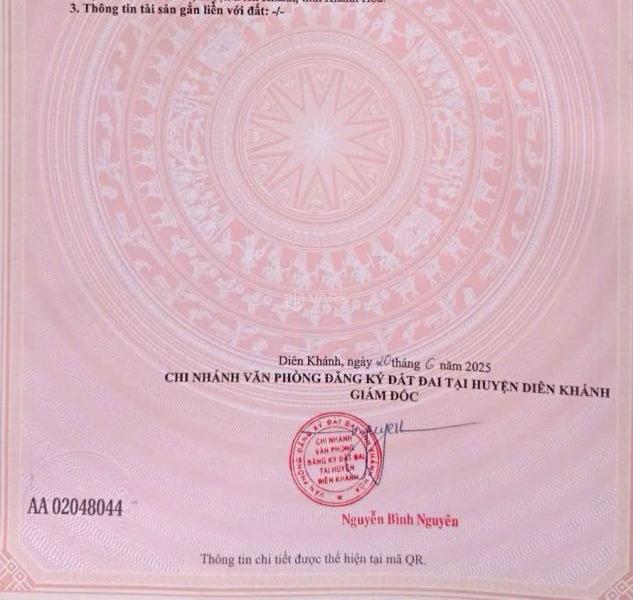 3. Thông tin tài sản gắn liền với đất: -/-
Diên Khánh, ngày 20 tháng 6 năm 2025
CHI NHÁNH VĂN PHÒNG ĐĂNG KÝ ĐẤT ĐAI TẠI HUYỆN DIÊN KHÁNH
GIÁM ĐỐC
CHI NHÁNH
VĂN PHÒNG
ĐĂNG KÝ ĐẤT ĐAI
TẠI HUYỆN
DIÊN KHÁNH
Nguyễn Bình Nguyên
AA 02048044
Thông tin chi tiết được thể hiện tại mã QR.